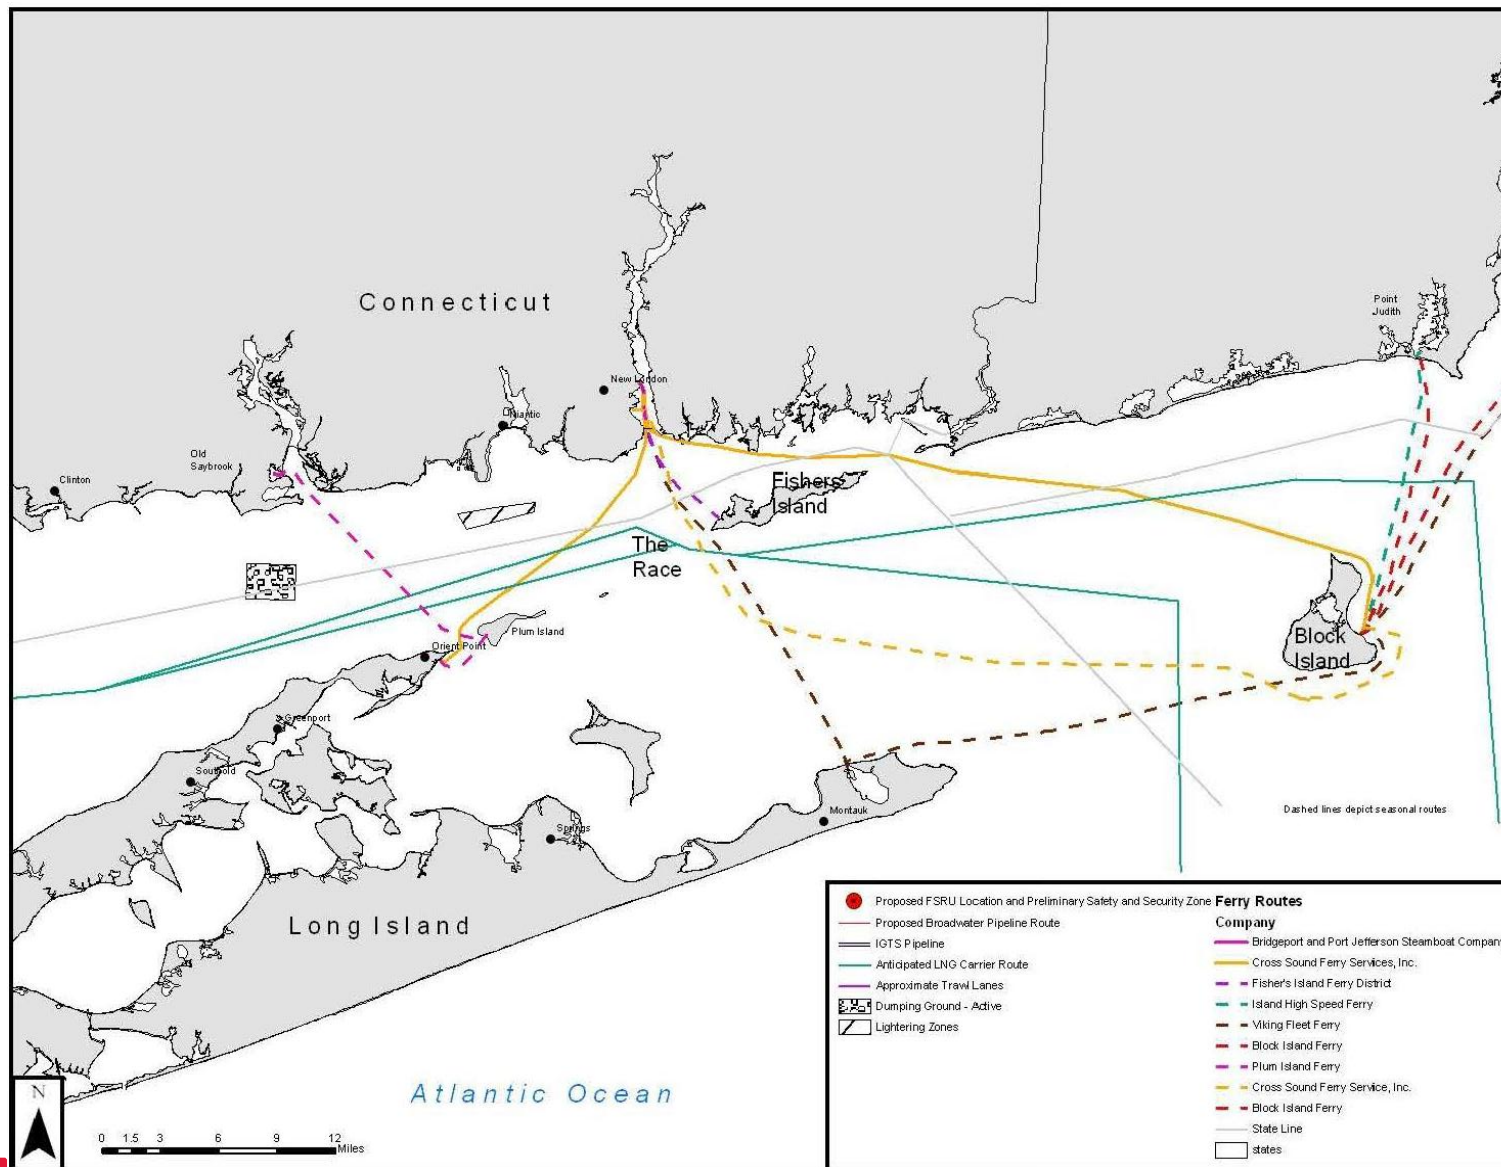 Connecticut
Point
Judith
New London
Niantic
Old
Saybrook
Clinton
Fishers
Island
The
Race
Plum Island
Orient Point
Block
Island
Greenport
Southold
Montauk
Springs
Dashed lines depict seasonal routes
Long Island
Atlantic Ocean
N
0 1.5 3 6 9 12
Miles
Proposed FSRU Location and Preliminary Safety and Security Zone
Proposed Broadwater Pipeline Route
IGTS Pipeline
Anticipated LNG Carrier Route
Approximate Trawl Lanes
Dumping Ground - Active
Lightering Zones
Ferry Routes
Company
Bridgeport and Port Jefferson Steamboat Company
Cross Sound Ferry Services, Inc.
Fisher's Island Ferry District
Island High Speed Ferry
Viking Fleet Ferry
Block Island Ferry
Plum Island Ferry
Cross Sound Ferry Service, Inc.
Block Island Ferry
State Line
states